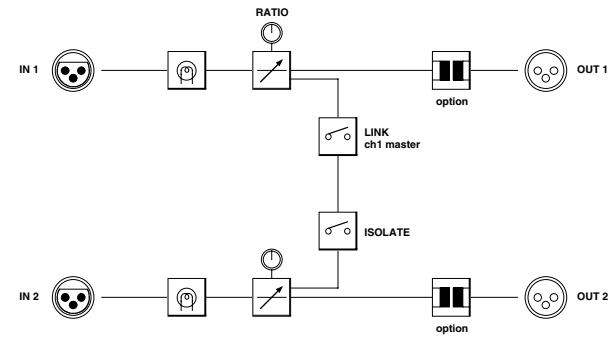 RATIO
IN 1
OUT 1
option
LINK
ch1 master
ISOLATE
IN 2
OUT 2
option